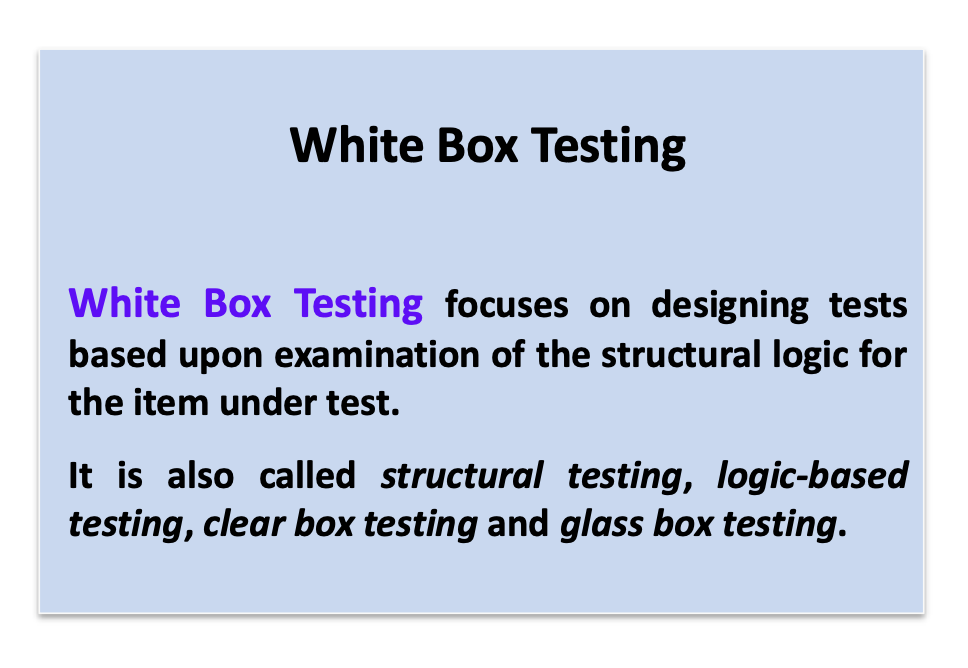 White Box Testing
White Box Testing focuses on designing tests
based upon examination of the structural logic for
the item under test.
It is also called structural testing, logic-based
testing, clear box testing and glass box testing.